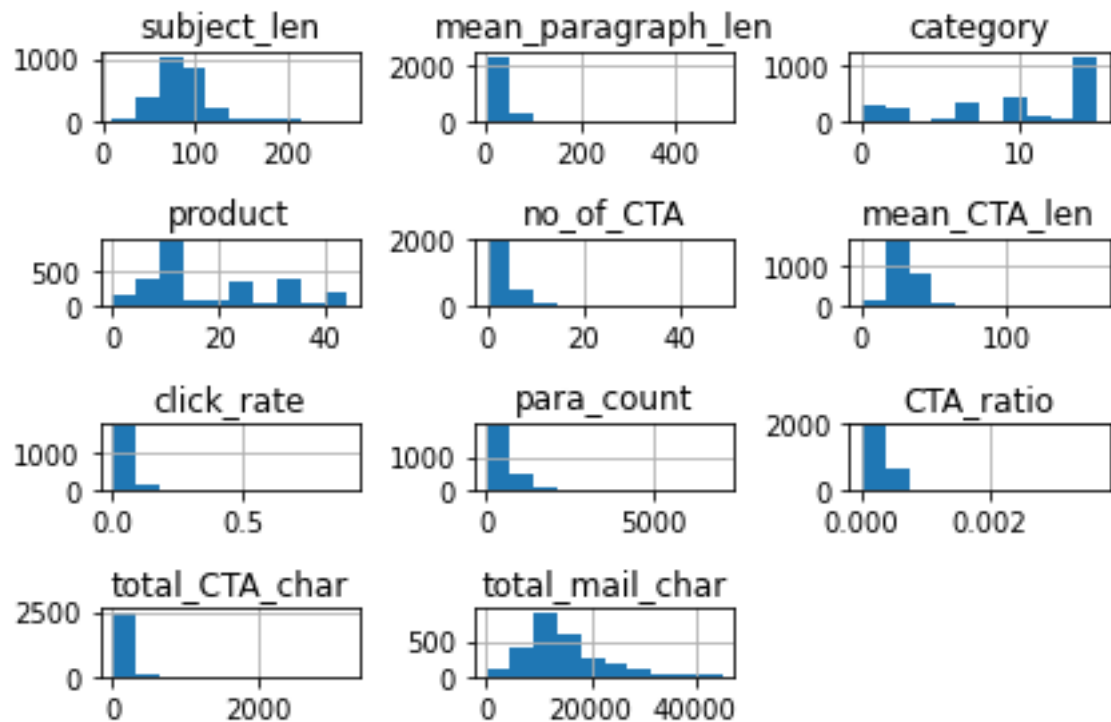 subject_len mean_paragraph_len category
1000 2000 1000
0 0 0
0 100 200 0 200 400 0 10
product no_of_CTA mean_CTA_len
500 2000 1000
0 0 0
0 20 40 0 20 40 0 100
click_rate para_count CTA_ratio
1000 1000 2000
0 0 0
0.0 0.5 0 5000 0.000 0.002
total_CTA_char total_mail_char
2500 500
0 0
0 2000 0 20000 40000